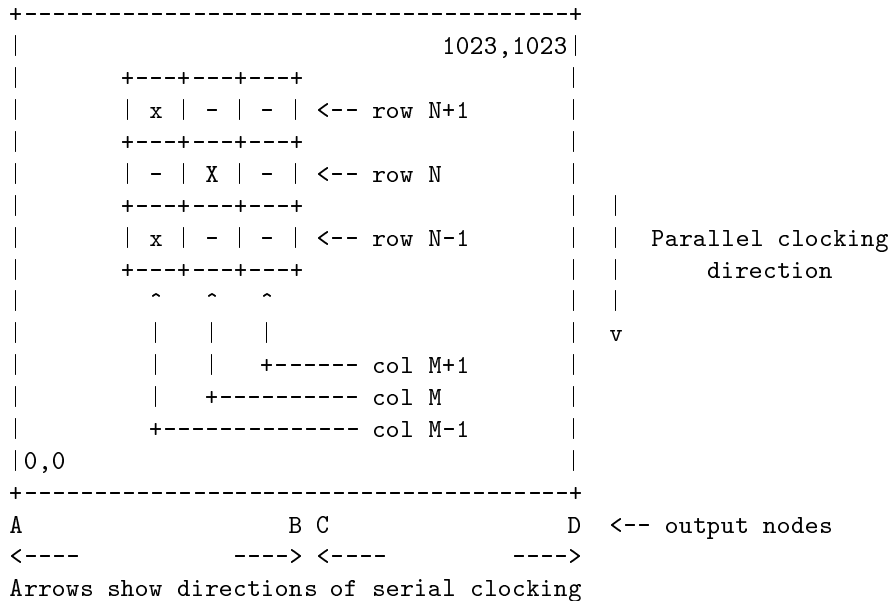 +---------------------------------------+
|                              1023,1023|
|       +---+---+---+                   |
|       | x | - | - | <-- row N+1       |
|       +---+---+---+                   |
|       | - | X | - | <-- row N         |
|       +---+---+---+                   |  |
|       | x | - | - | <-- row N-1       |  |  Parallel clocking
|       +---+---+---+                   |  |      direction
|         ^   ^   ^                     |  |
|         |   |   |                     |  v
|         |   |   +------ col M+1       |
|         |   +---------- col M         |
|         +-------------- col M-1       |
|0,0                                    |
+---------------------------------------+
A                   B C                 D  <-- output nodes
<----           ----> <----         ---->
Arrows show directions of serial clocking